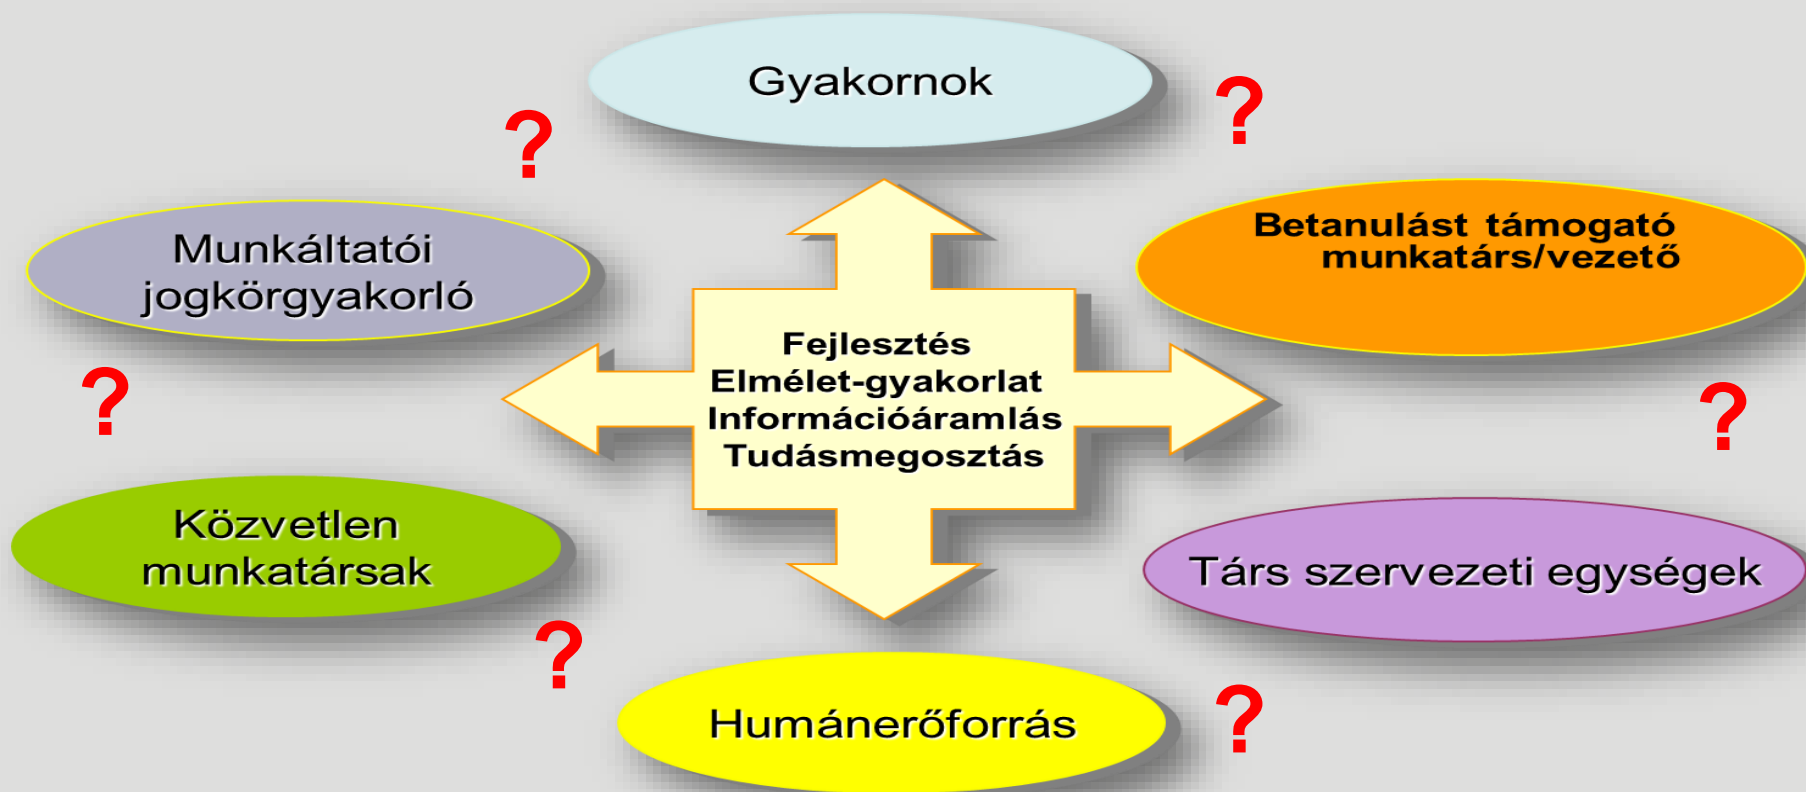 Gyakornok
?
?
Munkáltatói
jogkörgyakorló
Betanulást támogató
munkatárs/vezető
Fejlesztés
Elmélet-gyakorlat
Információáramlás
Tudásmegosztás
?
?
Közvetlen
munkatársak
Társ szervezeti egységek
?
?
Humánerőforrás